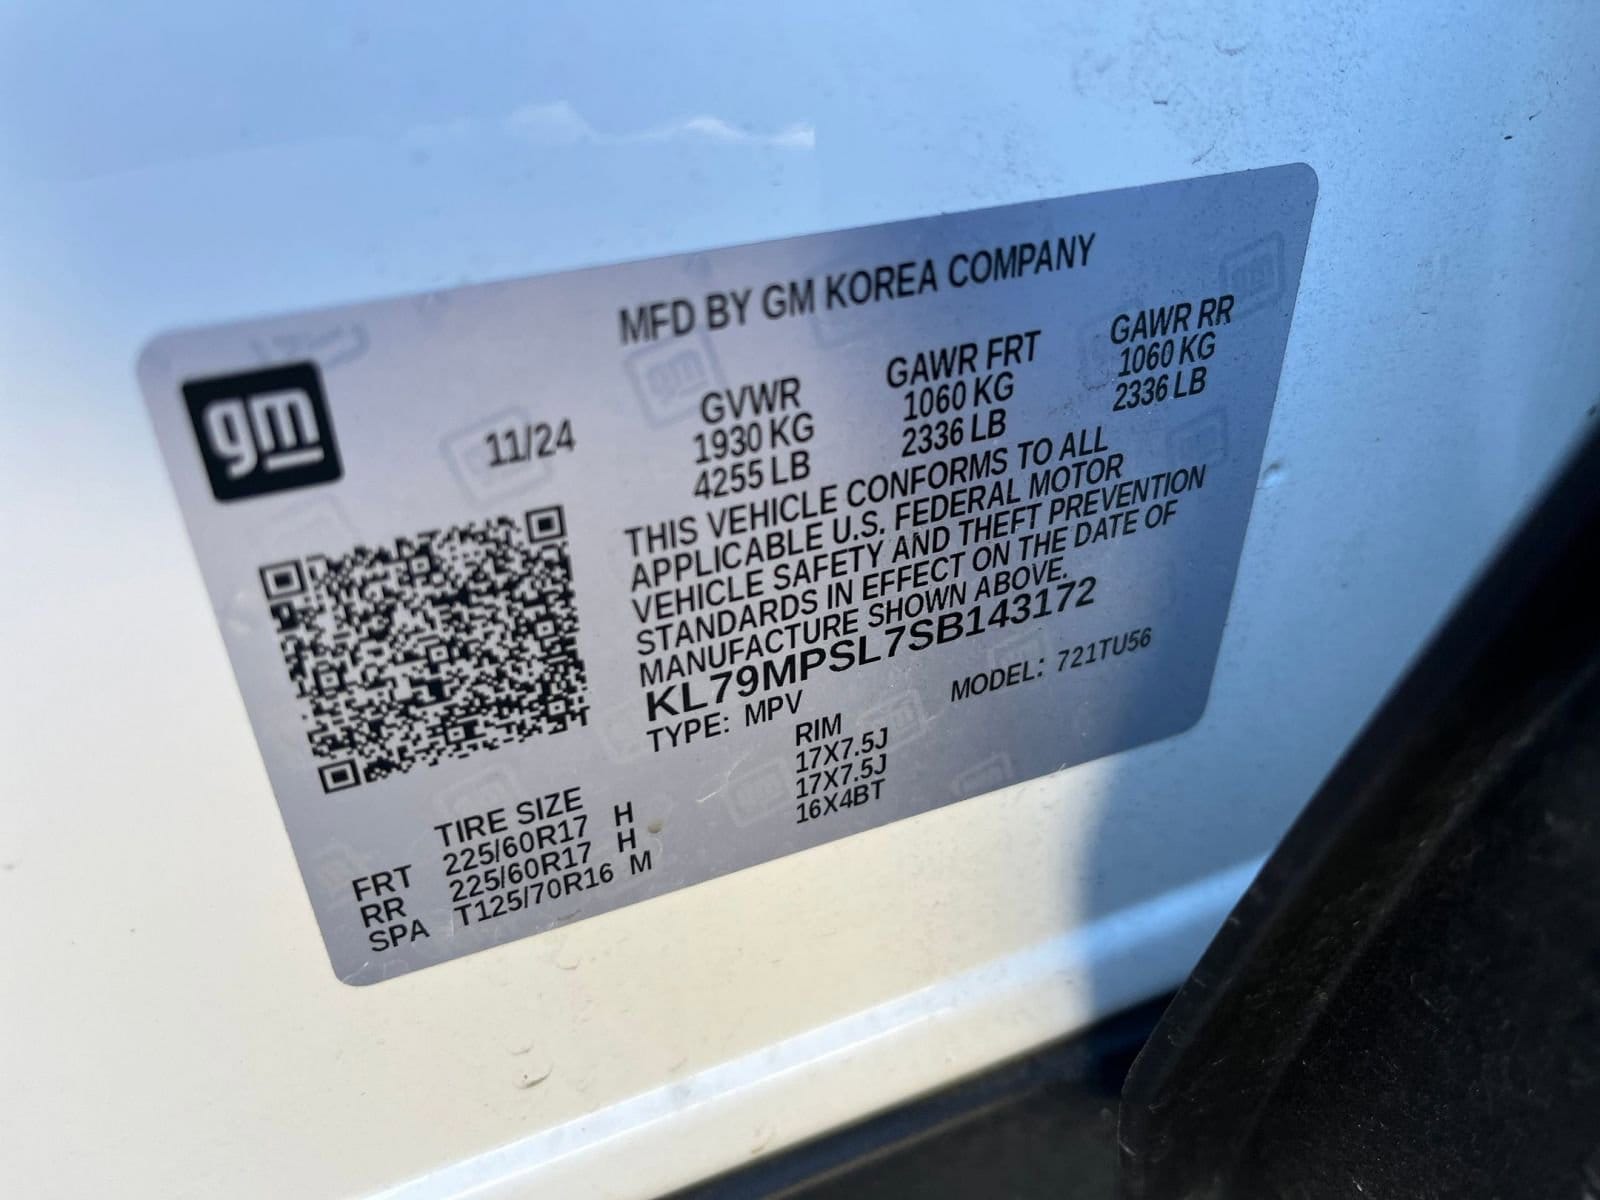 MFD BY GM KOREA COMPANY
gm
11/24
GVWR GAWR FRT GAWR RR
1930 KG 1060 KG 1060 KG
4255 LB 2336 LB 2336 LB
THIS VEHICLE CONFORMS TO ALL
APPLICABLE U.S. FEDERAL MOTOR
VEHICLE SAFETY AND THEFT PREVENTION
STANDARDS IN EFFECT ON THE DATE OF
MANUFACTURE SHOWN ABOVE.
KL79MPSL7SB143172
TYPE: MPV MODEL: 721TU56
TIRE SIZE RIM
FRT 225/60R17 H 17X7.5J
RR 225/60R17 H 17X7.5J
SPA T125/70R16 M 16X4BT